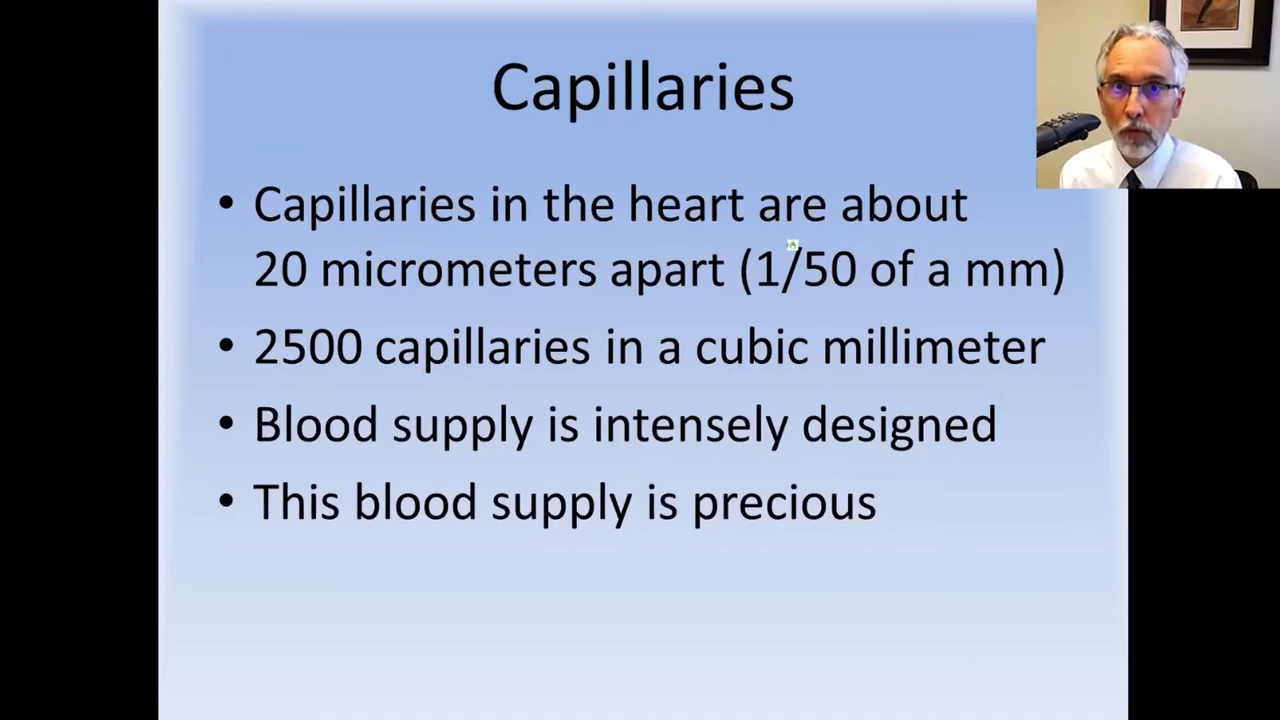 Capillaries
• Capillaries in the heart are about
20 micrometers apart (1/50 of a mm)
• 2500 capillaries in a cubic millimeter
• Blood supply is intensely designed
• This blood supply is precious